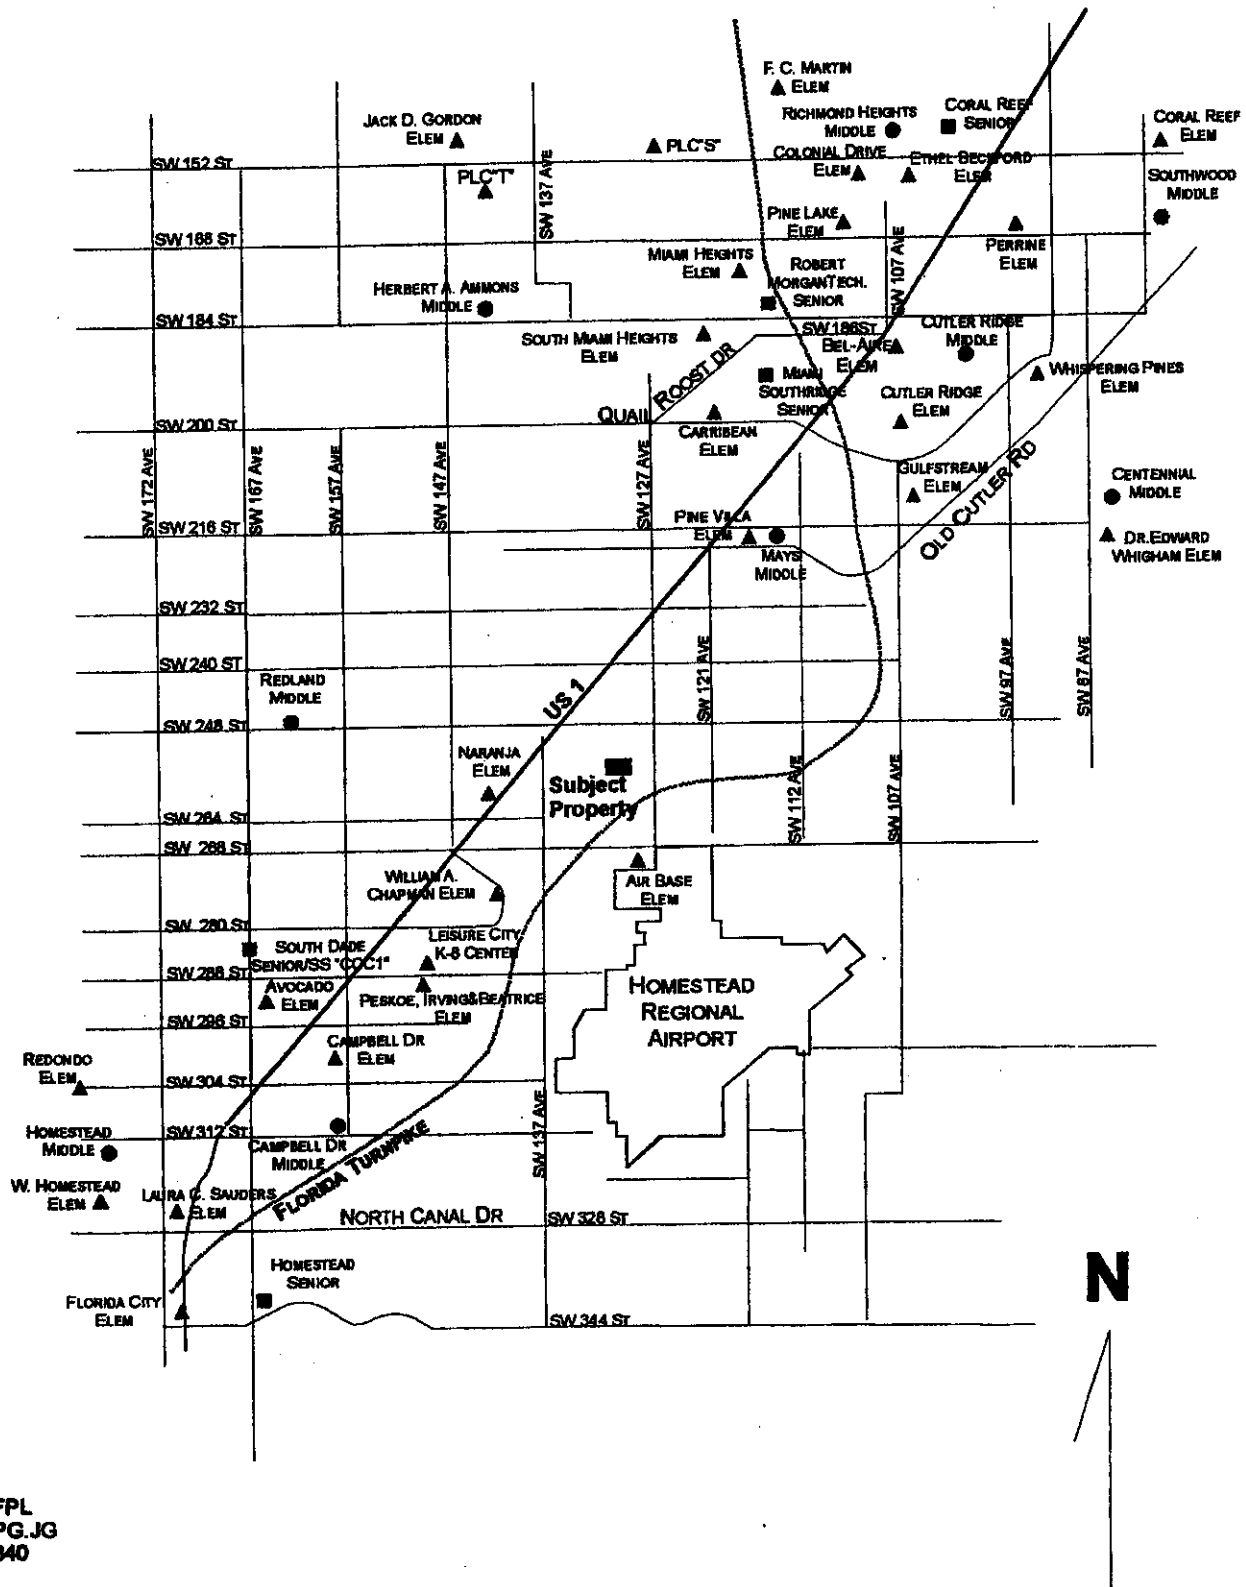 F. C. MARTIN
ELEM
RICHMOND HEIGHTS
MIDDLE
CORAL REEF
SENIOR
CORAL REEF
ELEM
JACK D. GORDON
ELEM
PLC"S"
COLONIAL DRIVE
ELEM
ETHEL BECKFORD
ELEM
SW 152 ST
PLC"T"
SW 137 AVE
SOUTHWOOD
MIDDLE
PINE LAKE
ELEM
SW 168 ST
PERRINE
ELEM
MIAMI HEIGHTS
ELEM
ROBERT
MORGAN TECH.
SENIOR
SW 107 AVE
HERBERT A. AMMONS
MIDDLE
SW 184 ST
SW 186 ST
CUTLER RIDGE
MIDDLE
SOUTH MIAMI HEIGHTS
ELEM
BEL-AIRE
ELEM
QUAIL
ROOST DR
MIAMI
SOUTHRIDGE
SENIOR
WHISPERING PINES
ELEM
CUTLER RIDGE
ELEM
SW 200 ST
CARRIBEAN
ELEM
SW 172 AVE
SW 167 AVE
SW 157 AVE
SW 147 AVE
SW 127 AVE
GULFSTREAM
ELEM
OLD CUTLER RD
CENTENNIAL
MIDDLE
SW 216 ST
PINE VILLA
ELEM
MAYS
MIDDLE
DR.EDWARD
WHIGHAM ELEM
SW 232 ST
SW 240 ST
SW 121 AVE
SW 97 AVE
SW 87 AVE
REDLAND
MIDDLE
US 1
SW 248 ST
NARANJA
ELEM
Subject
Property
SW 112 AVE
SW 107 AVE
SW 264 ST
SW 268 ST
WILLIAM A.
CHAPMAN ELEM
AIR BASE
ELEM
SW 280 ST
SOUTH DADE
SENIOR/SS "CCC1"
LEISURE CITY
K-8 CENTER
SW 288 ST
AVOCADO
ELEM
PESKOE, IRVING&BEATRICE
ELEM
HOMESTEAD
REGIONAL
AIRPORT
SW 296 ST
CAMPBELL DR
ELEM
REDONDO
ELEM
SW 304 ST
SW 137 AVE
HOMESTEAD
MIDDLE
SW 312 ST
CAMPBELL DR
MIDDLE
FLORIDA TURNPIKE
W. HOMESTEAD
ELEM
LAURA C. SAUDERS
ELEM
NORTH CANAL DR
SW 328 ST
HOMESTEAD
SENIOR
N
FLORIDA CITY
ELEM
SW 344 ST
FPL
PG.JG
340